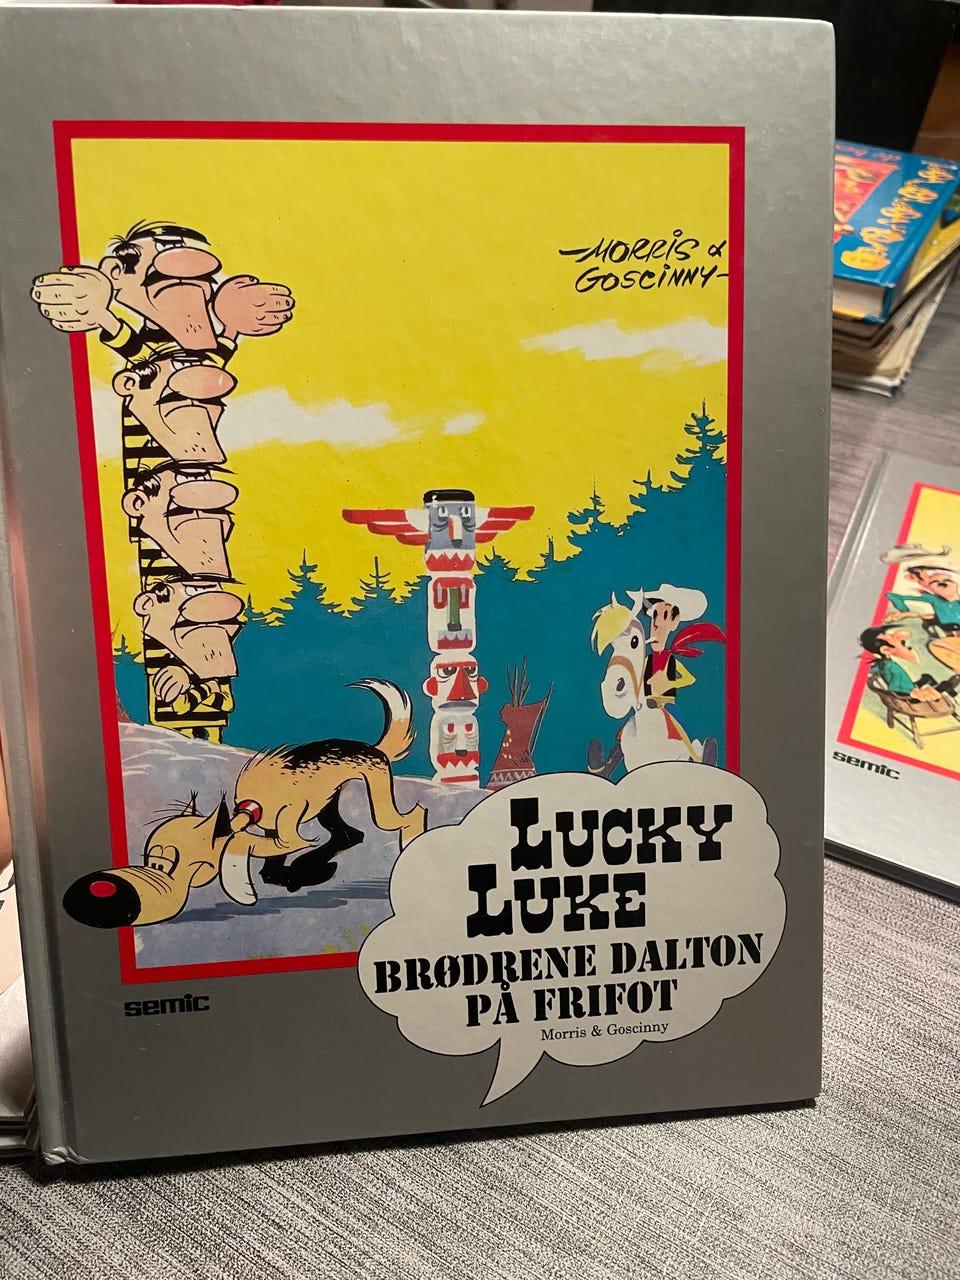 -MORRIS &
GOSCINNY-
LUCKY
LUKE
BRØDRENE DALTON
PÅ FRIFOT
Morris & Goscinny
semic
semic